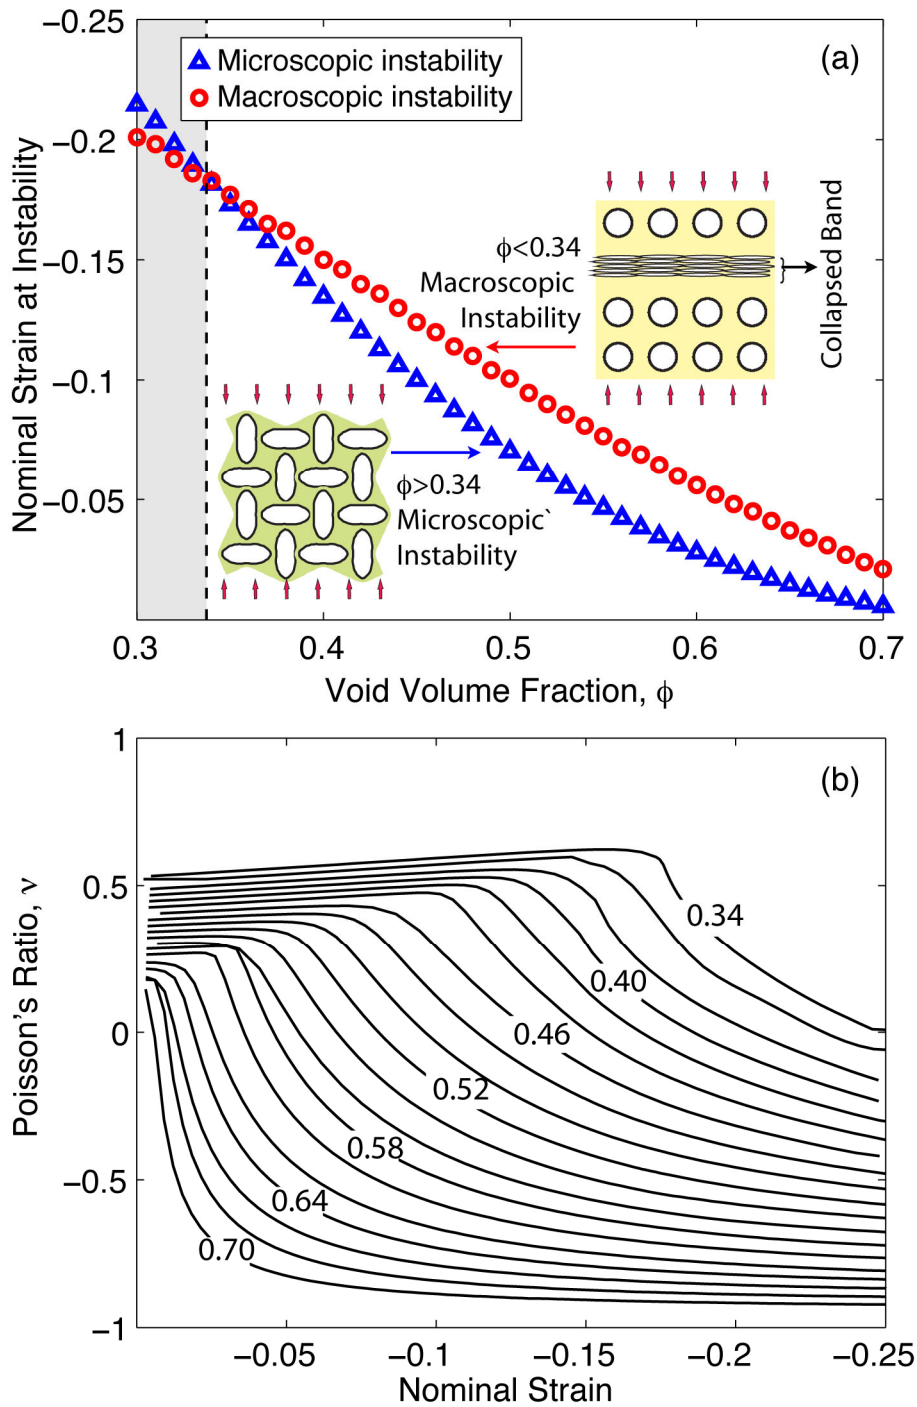 -0.25
(a)
Microscopic instability
Macroscopic instability
-0.2
-0.15
-0.1
-0.05
Nominal Strain at Instability
ϕ<0.34
Macroscopic
Instability
Collapsed Band
ϕ>0.34
Microscopic`
Instability
0.3
0.4
0.5
0.6
0.7
Void Volume Fraction, ϕ
1
(b)
0.5
0
−0.5
−1
Poisson's Ratio, ν
0.34
0.40
0.46
0.52
0.58
0.64
0.70
−0.05
−0.1
−0.15
−0.2
−0.25
Nominal Strain